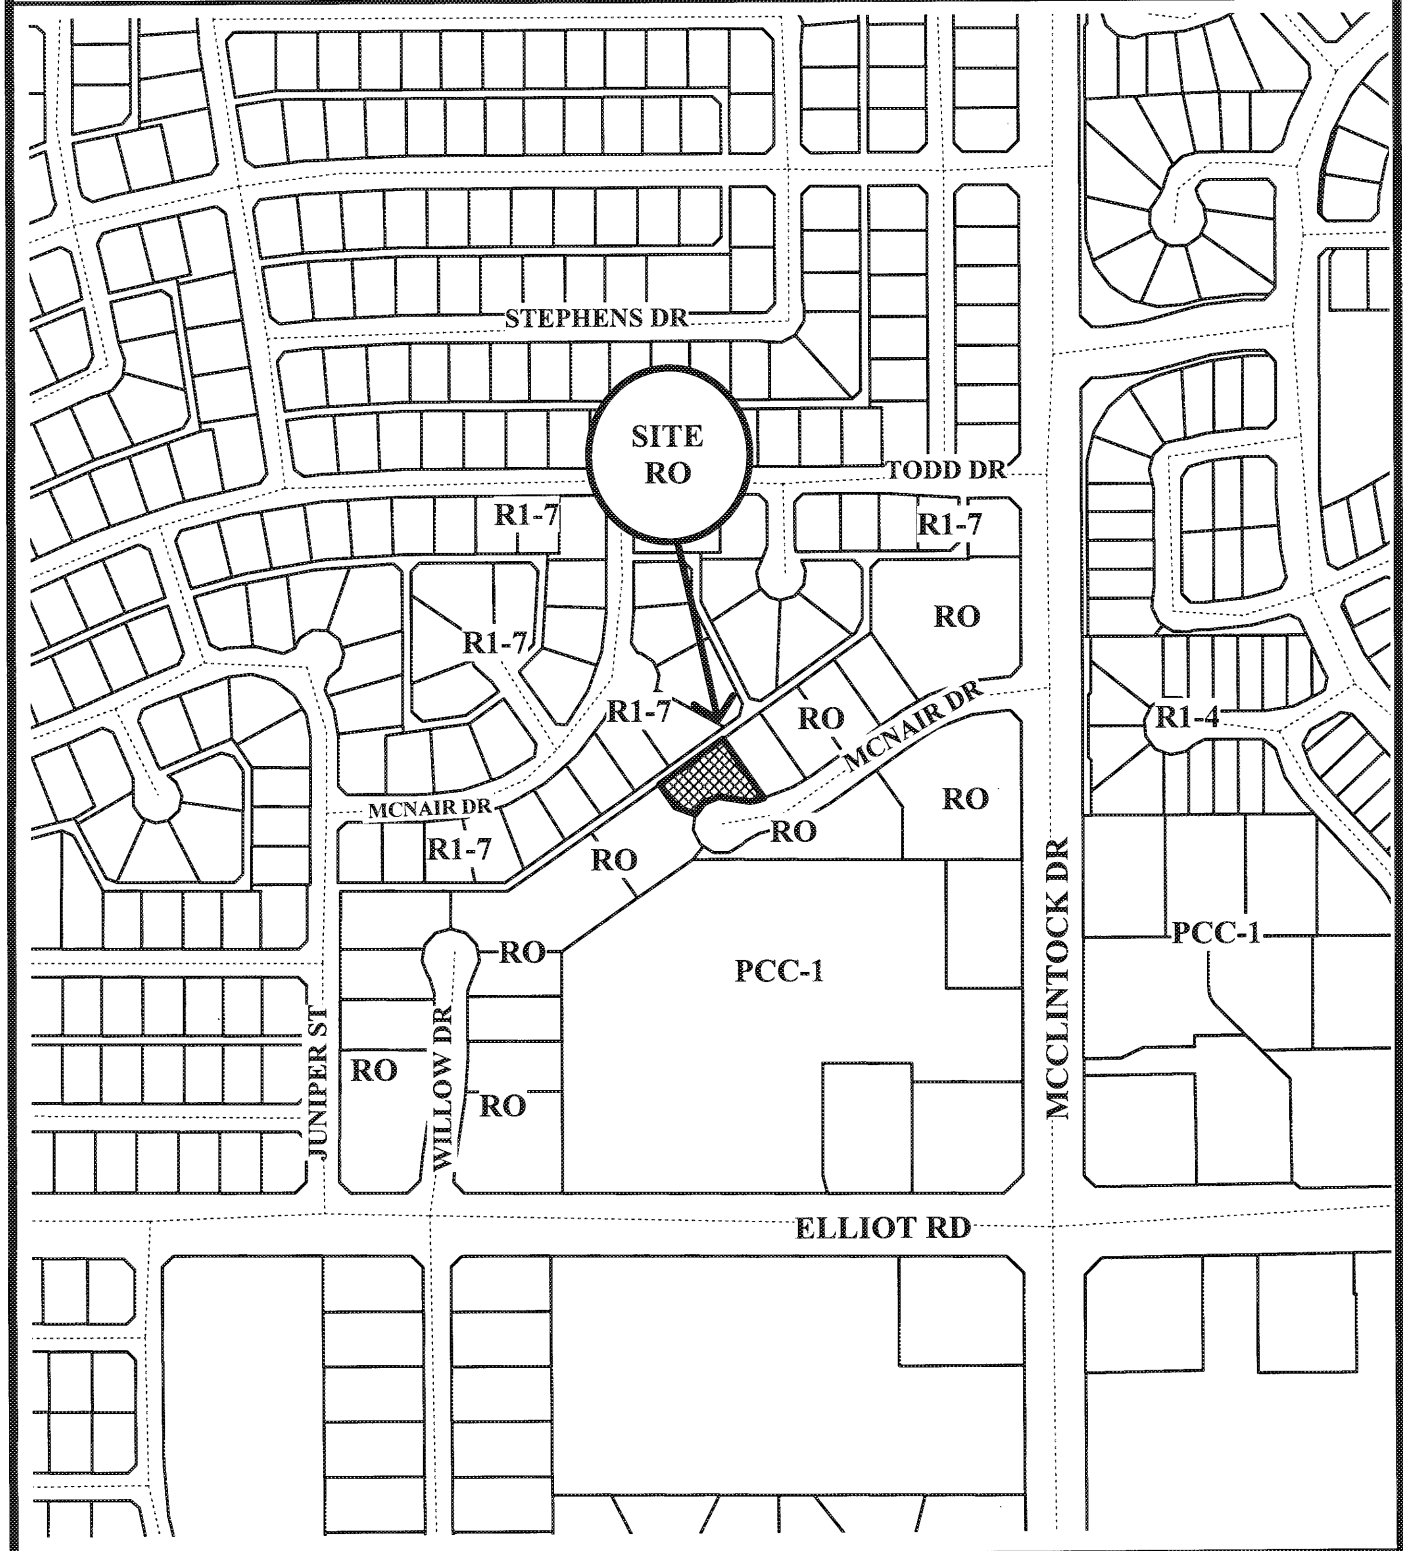 STEPHENS DR
SITE
RO
TODD DR
R1-7
R1-7
RO
R1-7
R1-7
RO
MCNAIR DR
R1-4
RO
MCNAIR DR
RO
R1-7
RO
MCCLINTOCK DR
PCC-1
RO
PCC-1
JUNIPER ST
WILLOW DR
RO
RO
ELLIOT RD